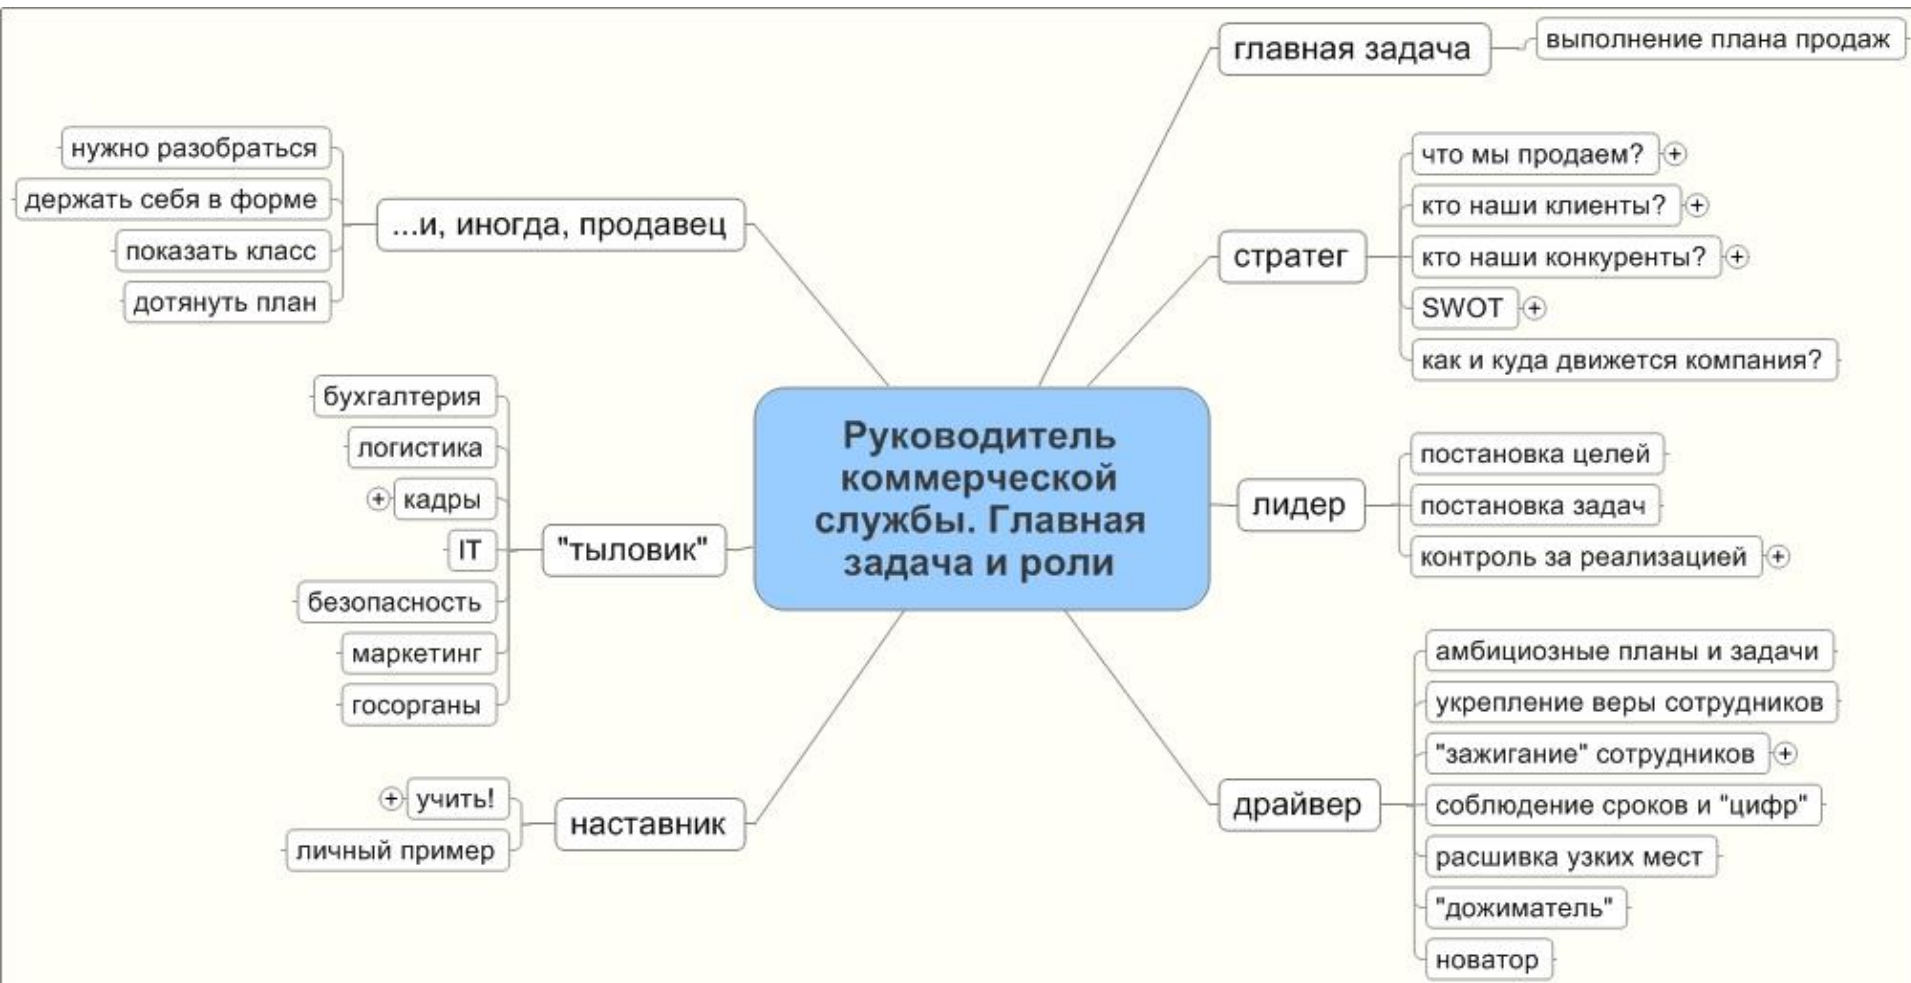 Руководитель
коммерческой
службы. Главная
задача и роли
главная задача
выполнение плана продаж
стратег
что мы продаем?
кто наши клиенты?
кто наши конкуренты?
SWOT
как и куда движется компания?
лидер
постановка целей
постановка задач
контроль за реализацией
драйвер
амбициозные планы и задачи
укрепление веры сотрудников
"зажигание" сотрудников
соблюдение сроков и "цифр"
расшивка узких мест
"дожиматель"
новатор
...и, иногда, продавец
нужно разобраться
держать себя в форме
показать класс
дотянуть план
"тыловик"
бухгалтерия
логистика
кадры
IT
безопасность
маркетинг
госорганы
наставник
учить!
личный пример